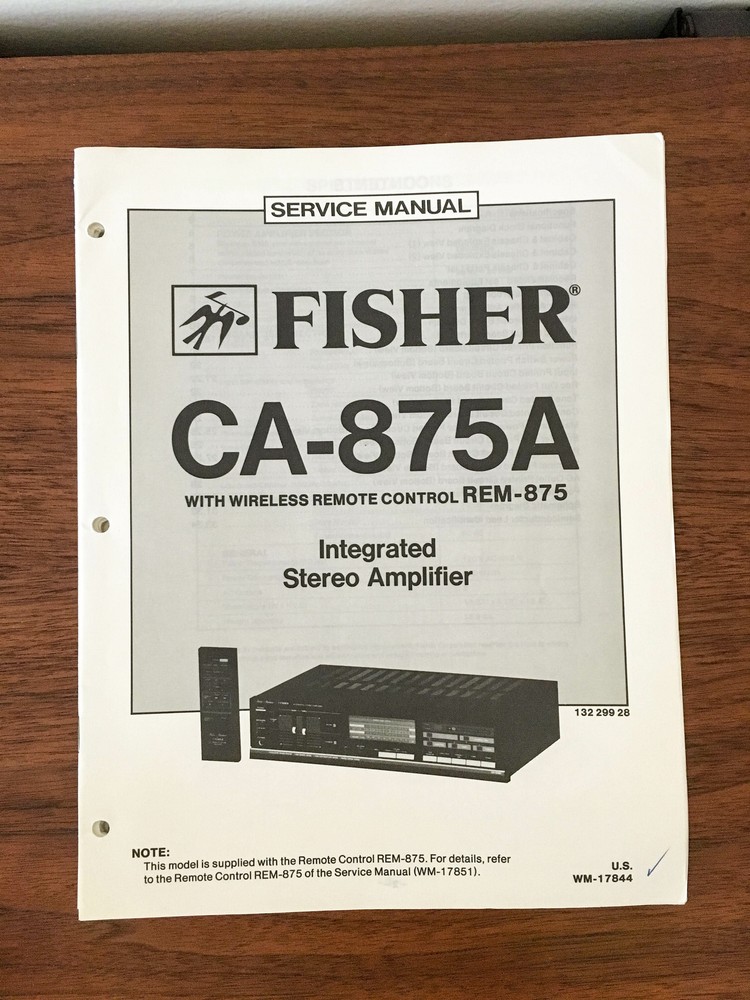 SERVICE MANUAL
FISHER®
CA-875A
WITH WIRELESS REMOTE CONTROL REM-875
Integrated
Stereo Amplifier
132 299 28
NOTE:
This model is supplied with the Remote Control REM-875. For details, refer
to the Remote Control REM-875 of the Service Manual (WM-17851).
U.S.
WM-17844